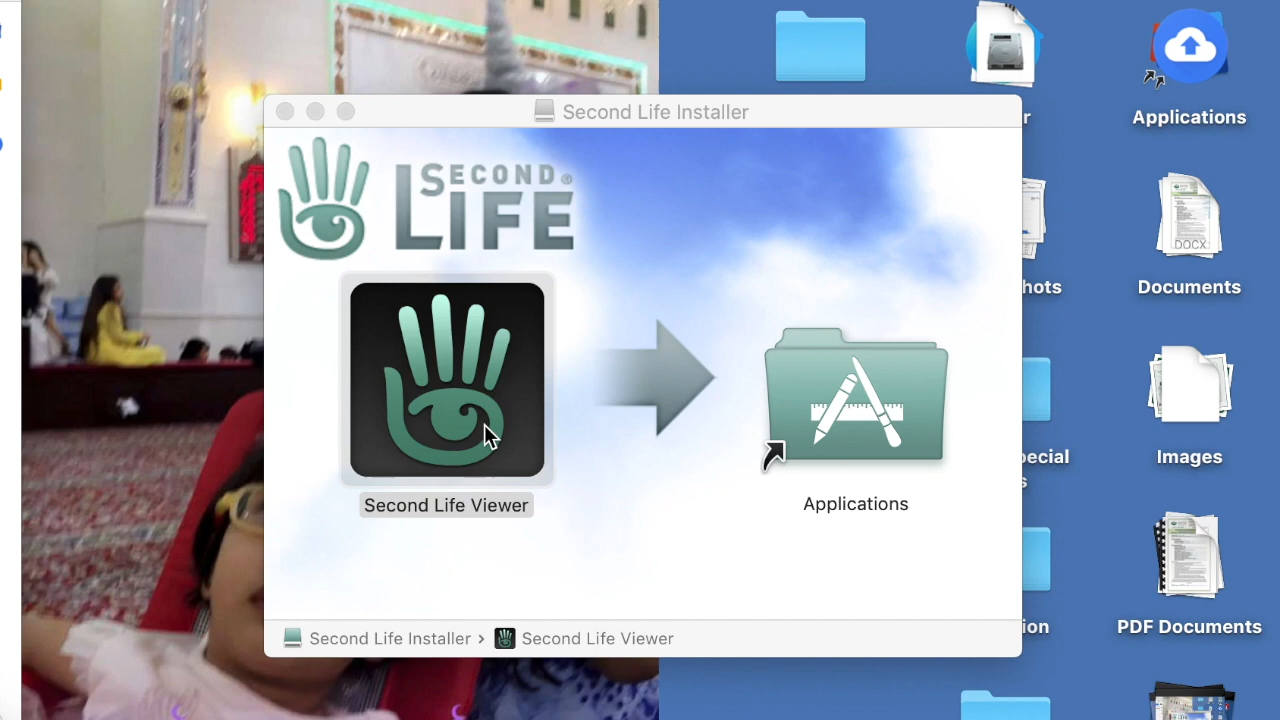 Second Life Installer
SECOND®
LIFE
Second Life Viewer
Applications
Second Life Installer › Second Life Viewer
r
Applications
DOCX
hots
Documents
pecial
s
Images
ion
PDF Documents